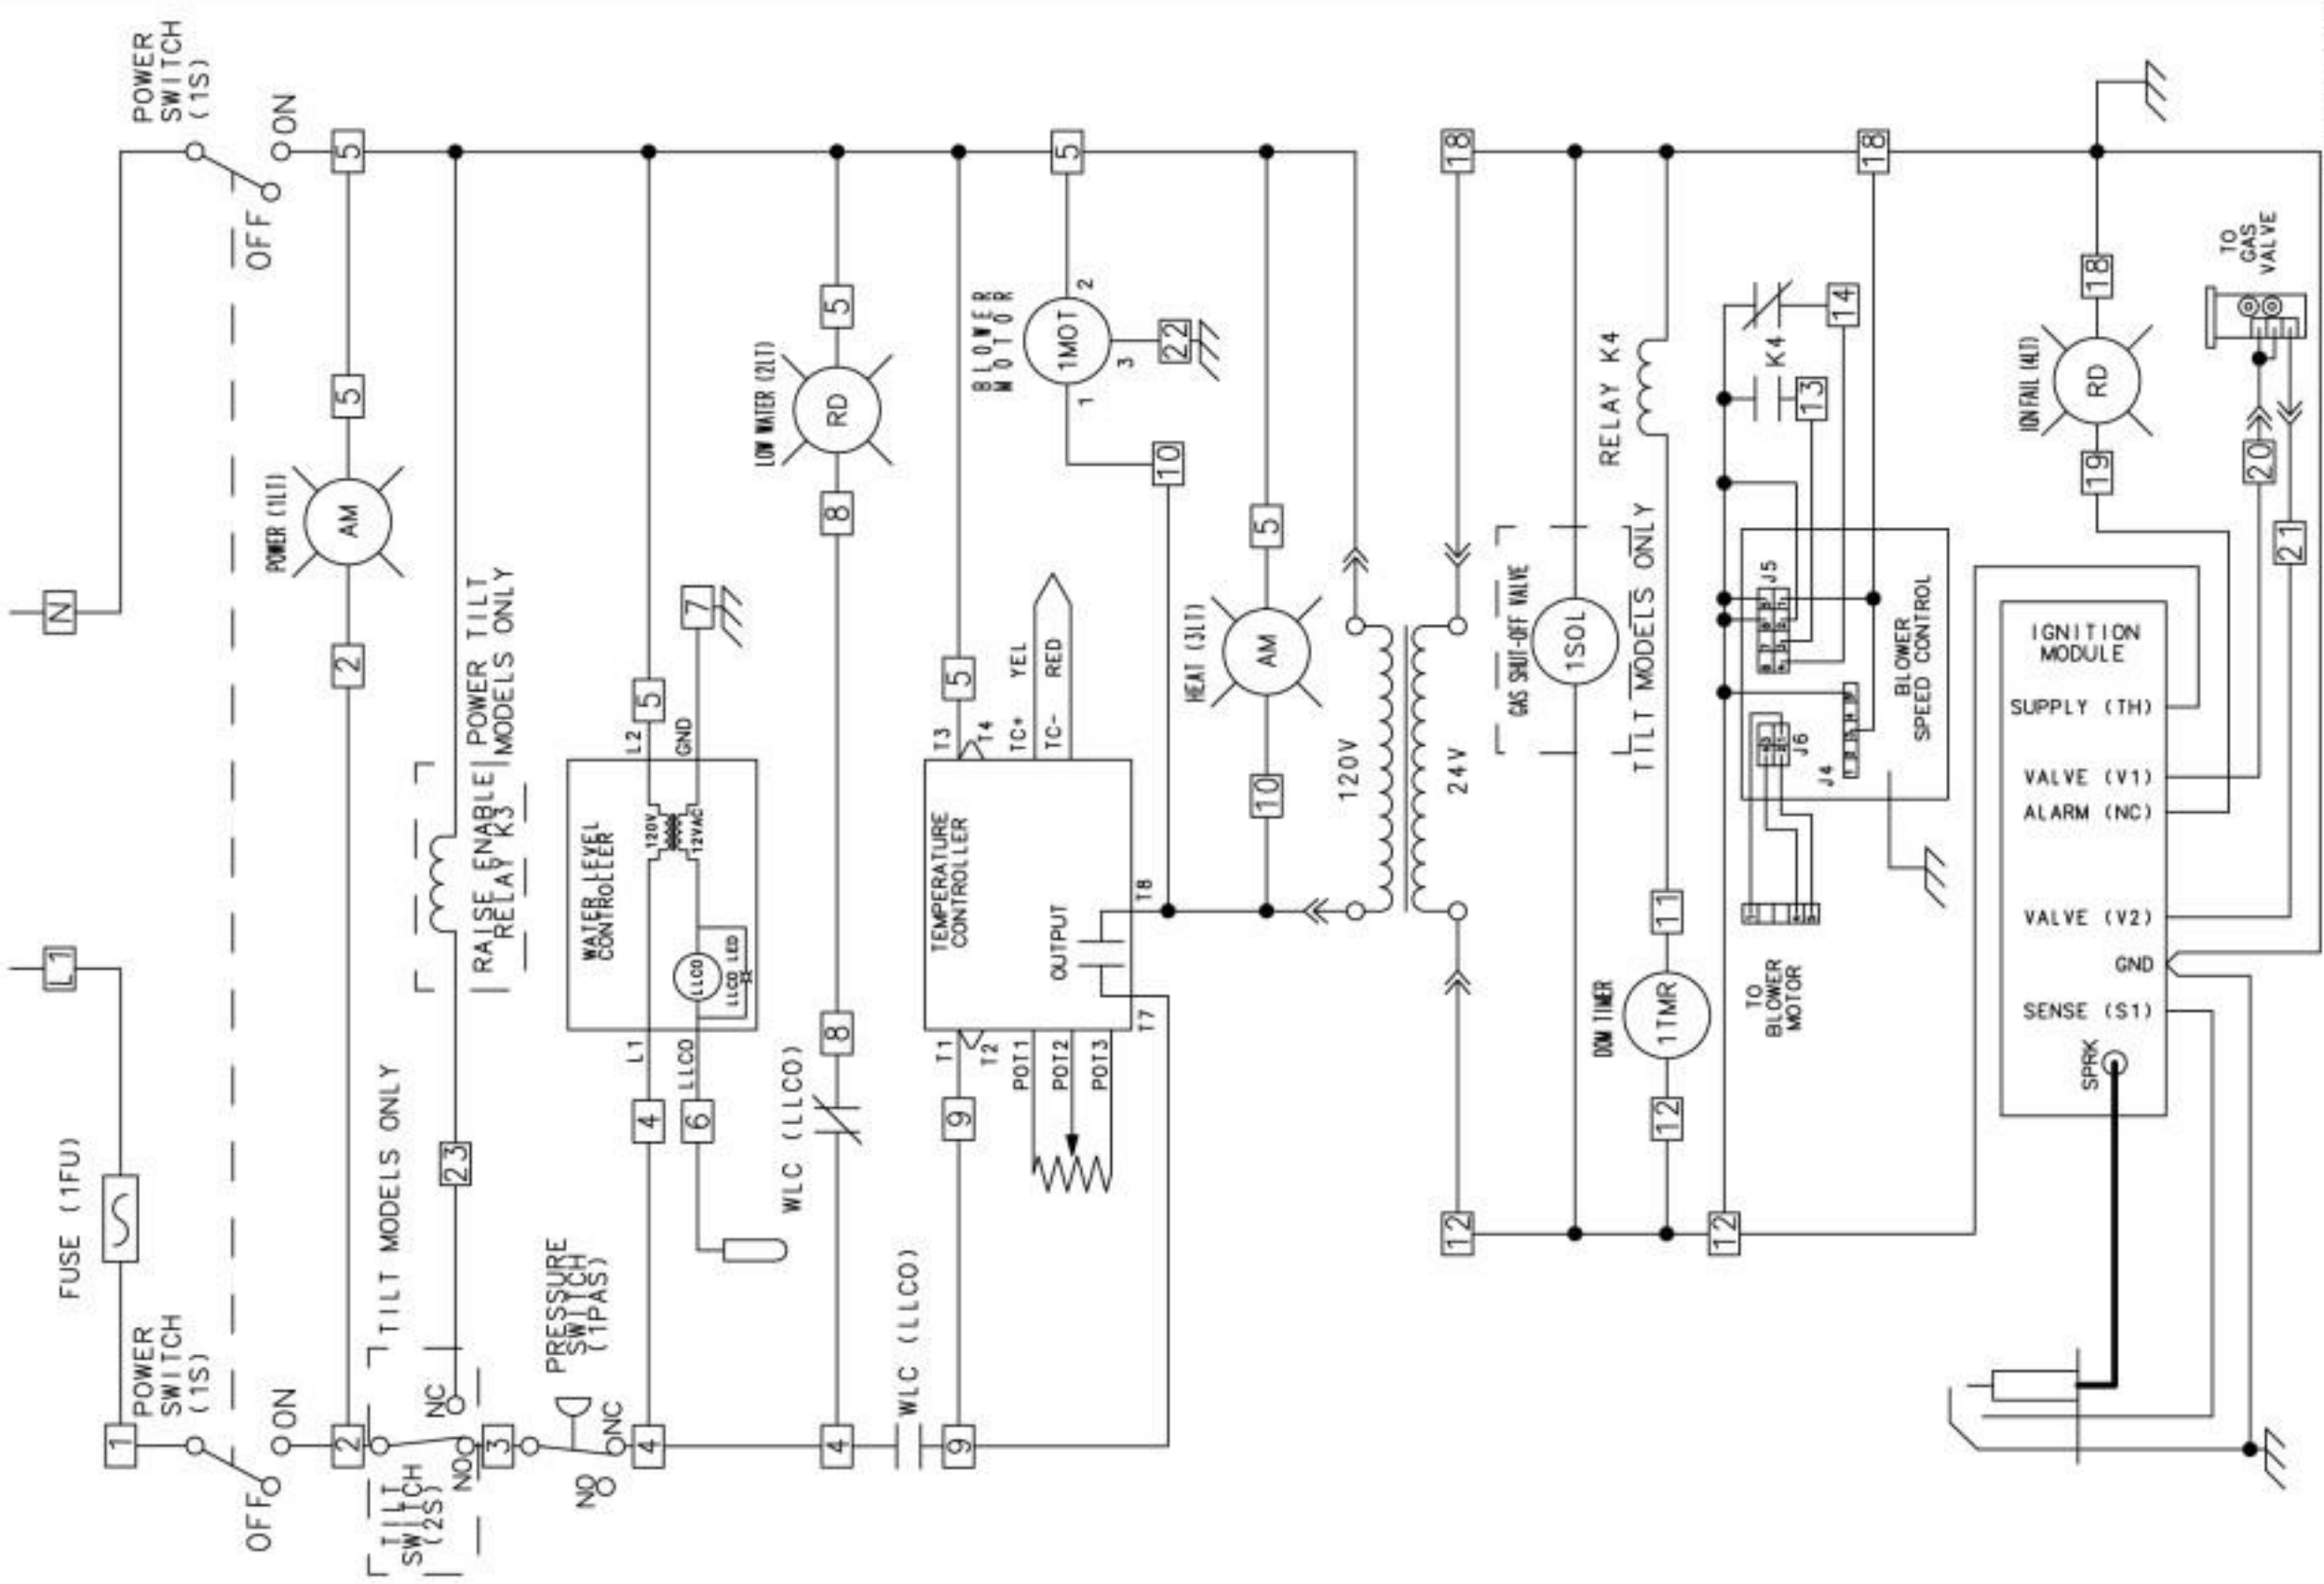 L1
N
FUSE (1FU)
1
POWER
SWITCH
(1S)
POWER
SWITCH
(1S)
OFF
ON
OFF
ON
POWER (1LT)
2
2
AM
5
5
TILT MODELS ONLY
TILT
SWITCH
(2S)
NC
NO
23
RAISE ENABLE
RELAY K3
POWER TILT
MODELS ONLY
3
PRESSURE
SWITCH
(1PAS)
NC
NO
WATER LEVEL
CONTROLLER
4
4
L1
120V
12VAC
L2
5
6
LLCO
LLCO
LLCO LED
GND
7
LOW WATER (2LT)
WLC (LLCO)
4
8
8
RD
5
WLC (LLCO)
9
9
T1
T2
TEMPERATURE
CONTROLLER
T3
T4
5
POT1
POT2
POT3
TC+ YEL
TC- RED
OUTPUT
T7
T8
BLOWER
MOTOR
1MOT
1
2
3
5
22
10
HEAT (3LT)
10
AM
5
120V
24V
12
18
GAS SHUT-OFF VALVE
1SOL
TILT MODELS ONLY
DOM TIMER
12
1TMR
11
RELAY K4
12
18
K4
13
14
TO
BLOWER
MOTOR
J6
J4
J5
BLOWER
SPEED CONTROL
IGN FAIL (4LT)
19
RD
18
IGNITION
MODULE
SUPPLY (TH)
VALVE (V1)
ALARM (NC)
VALVE (V2)
GND
SENSE (S1)
SPRK
20
21
TO
GAS
VALVE